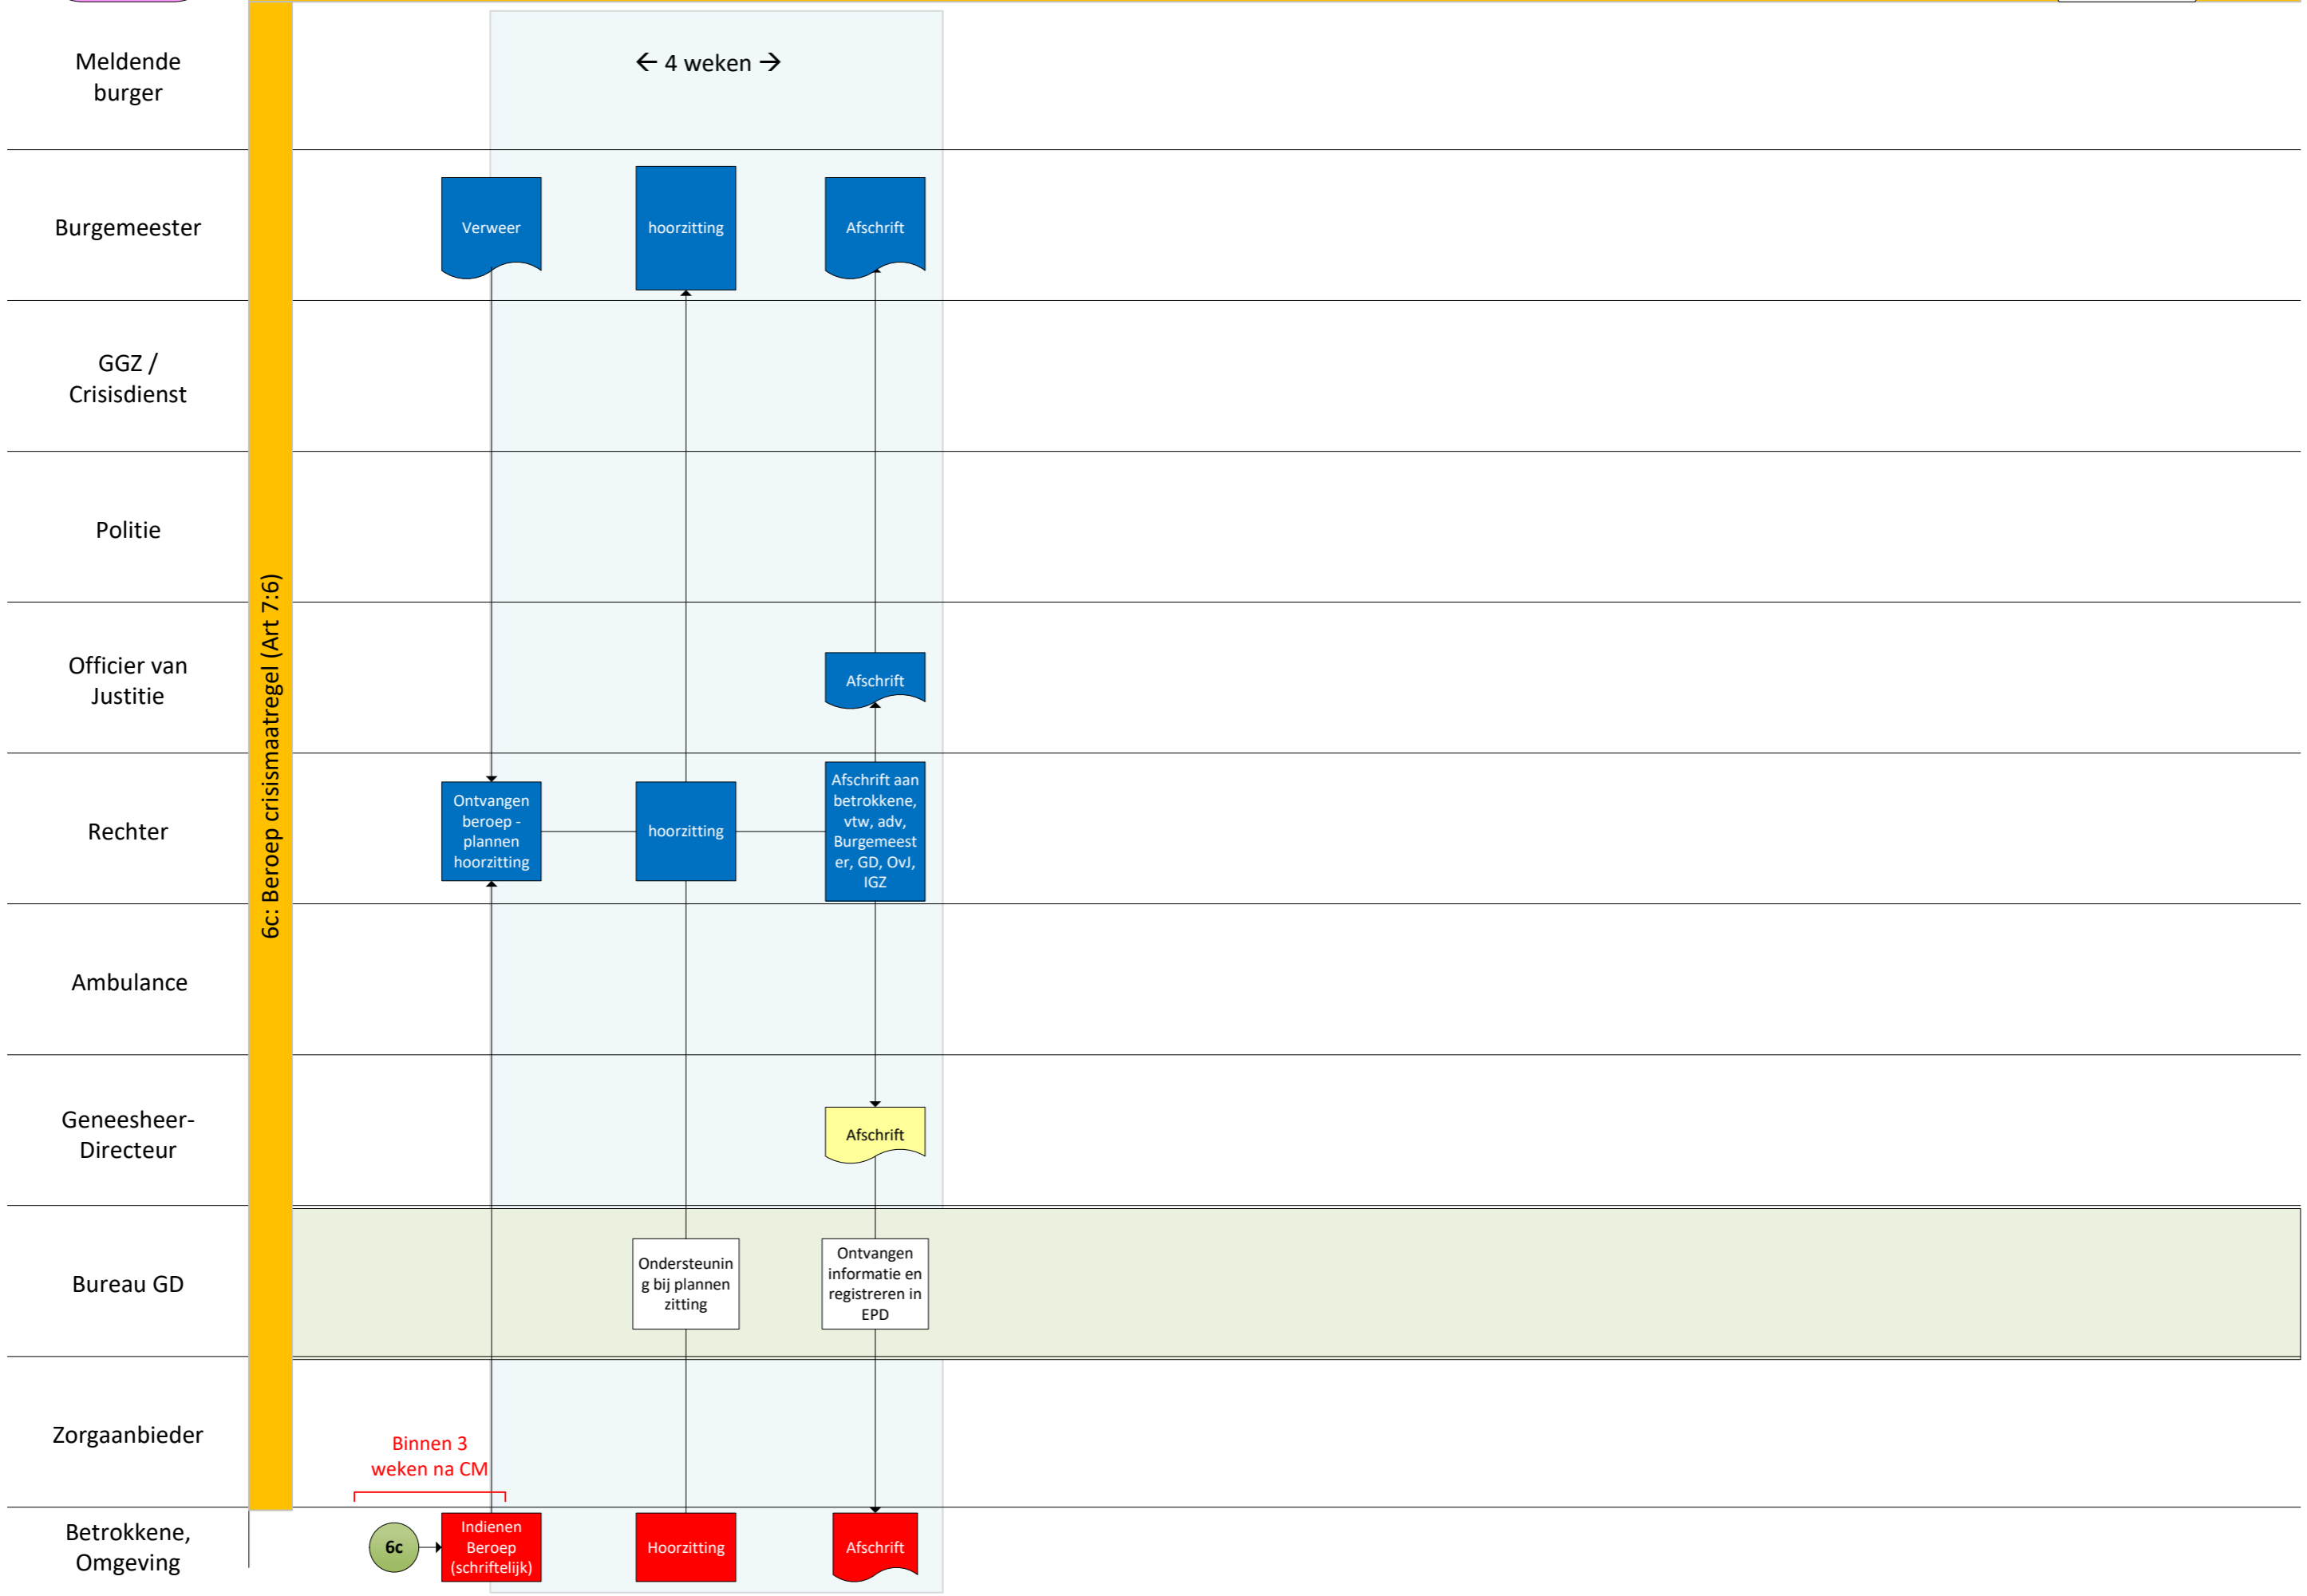 ← 4 weken →
Meldende
burger
Burgemeester
Verweer
hoorzitting
Afschrift
GGZ /
Crisisdienst
Politie
6c: Beroep crisismaatregel (Art 7:6)
Officier van
Justitie
Afschrift
Rechter
Ontvangen
beroep -
plannen
hoorzitting
hoorzitting
Afschrift aan
betrokkene,
vtw, adv,
Burgemeest
er, GD, OvJ,
IGZ
Ambulance
Geneesheer-
Directeur
Afschrift
Bureau GD
Ondersteunin
g bij plannen
zitting
Ontvangen
informatie en
registreren in
EPD
Zorgaanbieder
Binnen 3
weken na CM
Betrokkene,
Omgeving
6c
Indienen
Beroep
(schriftelijk)
Hoorzitting
Afschrift